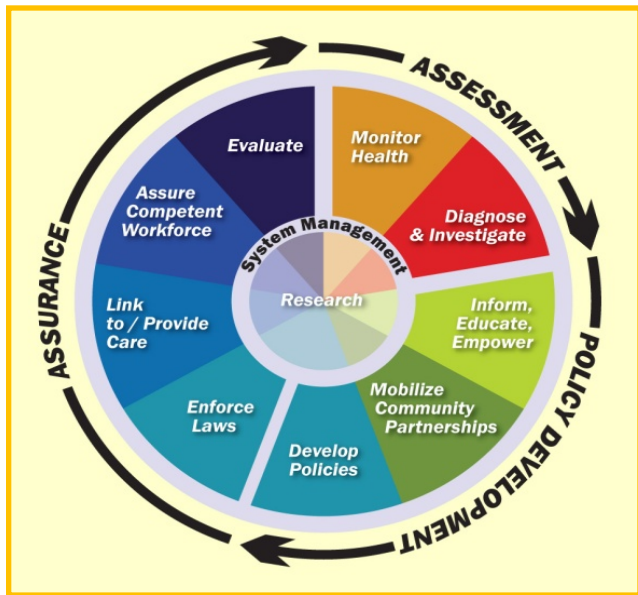 ASSESSMENT
Monitor
Health
Diagnose
& Investigate
POLICY DEVELOPMENT
Inform,
Educate,
Empower
Mobilize
Community
Partnerships
Develop
Policies
ASSURANCE
Enforce
Laws
Link
to / Provide
Care
Assure
Competent
Workforce
Evaluate
System Management
Research